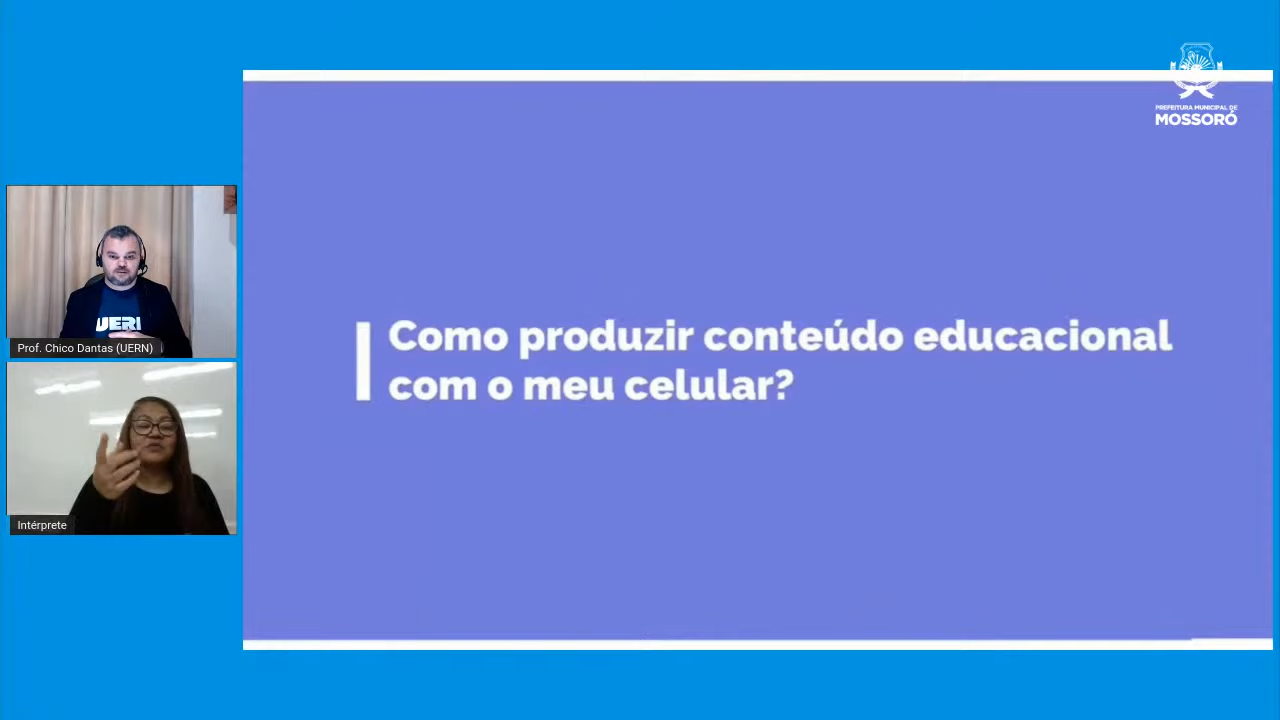 PREFEITURA MUNICIPAL DE
MOSSORÓ
UERN
Prof. Chico Dantas (UERN)
Intérprete
Como produzir conteúdo educacional
com o meu celular?